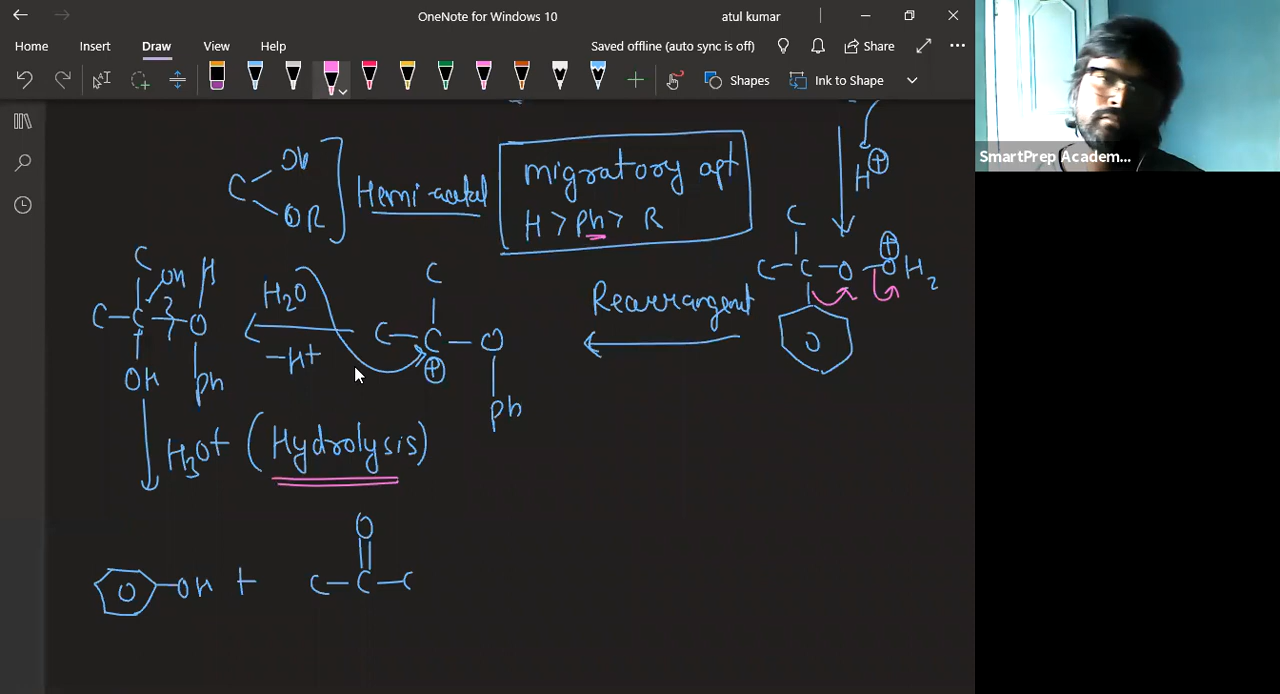 OneNote for Windows 10
atul kumar
Home Insert Draw View Help
Saved offline (auto sync is off)
Share
Shapes
Ink to Shape
SmartPrep Academ...
C
OH
OR
Hemi-acetal
migratory apt
H > Ph > R
H⊕
C
C-C-O-OH2
⊕
Rearrangent
C
C-C-O
⊕
Ph
H2O
-H+
C
OH H
C-C-O
OH Ph
H3O+ (Hydrolysis)
O
OH + C-C-C